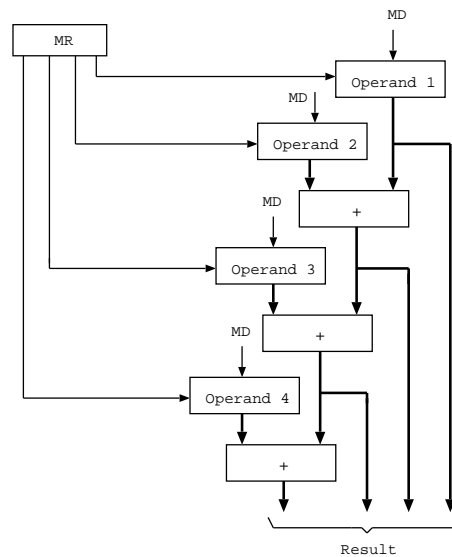 MD
MR
Operand 1
MD
Operand 2
+
MD
Operand 3
+
MD
Operand 4
+
Result